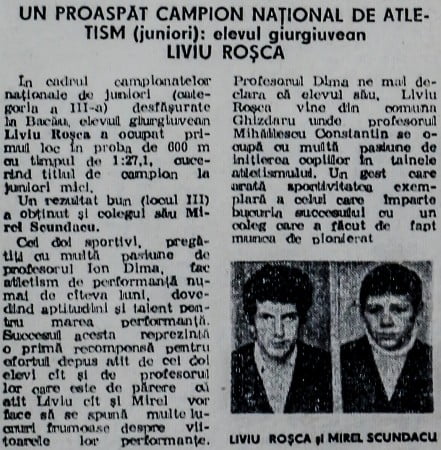 UN PROASPĂT CAMPION NAȚIONAL DE ATLE-
TISM (juniori): elevul giurgiuvean
LIVIU ROȘCA
În cadrul campionatelor
naționale de juniori (cate-
goria a III-a) desfășurate
la Bacău, elevul giurgiuvean
Liviu Roșca a ocupat pri-
mul loc în proba de 600 m
cu timpul de 1:27,1, cuce-
rind titlul de campion la
juniori mici.
Un rezultat bun (locul III)
a obținut și colegul său Mi-
rel Scundacu.
Cei doi sportivi, pregă-
tiți cu multă pasiune de
profesorul Ion Dima, fac
atletism de performanță nu-
mai de cîteva luni, dove-
dind aptitudini și talent pen-
tru marea performanță.
Succesul acesta reprezintă
o primă recompensă pentru
efortul depus atît de cei doi
elevi cît și de profesorul
lor care este de părere că
atît Liviu cît și Mirel vor
face să se spună multe lu-
cruri frumoase despre vii-
toarele lor performanțe.
Profesorul Dima ne mai de-
clara că elevul său, Liviu
Roșca vine din comuna
Ghizdaru unde profesorul
Mihăilescu Constantin se o-
cupă cu multă pasiune de
inițierea copiilor în tainele
atletismului. Un gest care
arată sportivitatea exem-
plară a celui care împarte
bucuria succesului cu un
coleg care a făcut de fapt
munca de pionierat
LIVIU ROȘCA și MIREL SCUNDACU